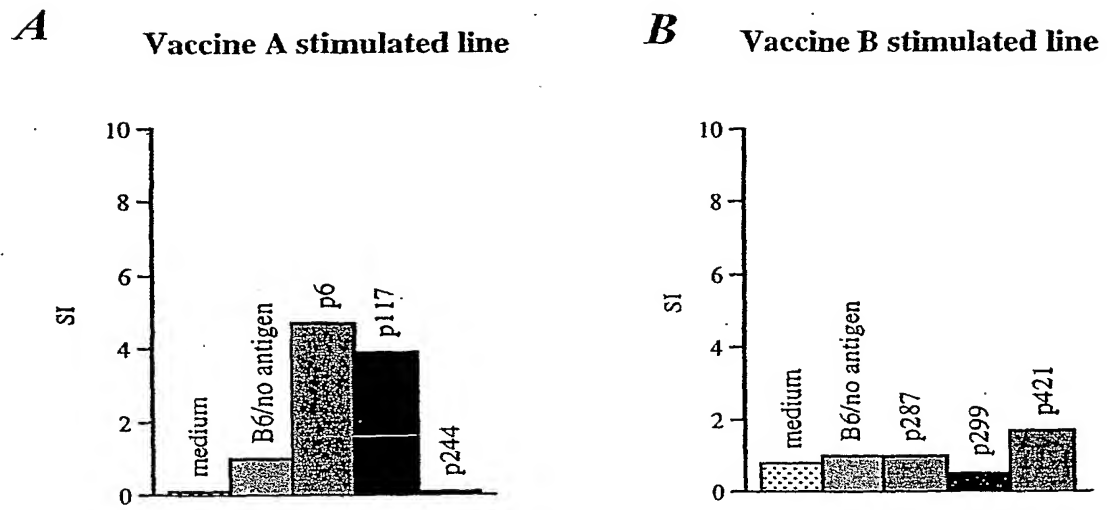 A
Vaccine A stimulated line
10
8
6
4
2
0
SI
medium
B6/no antigen
p6
p117
p244
B
Vaccine B stimulated line
10
8
6
4
2
0
SI
medium
B6/no antigen
p287
p299
p421